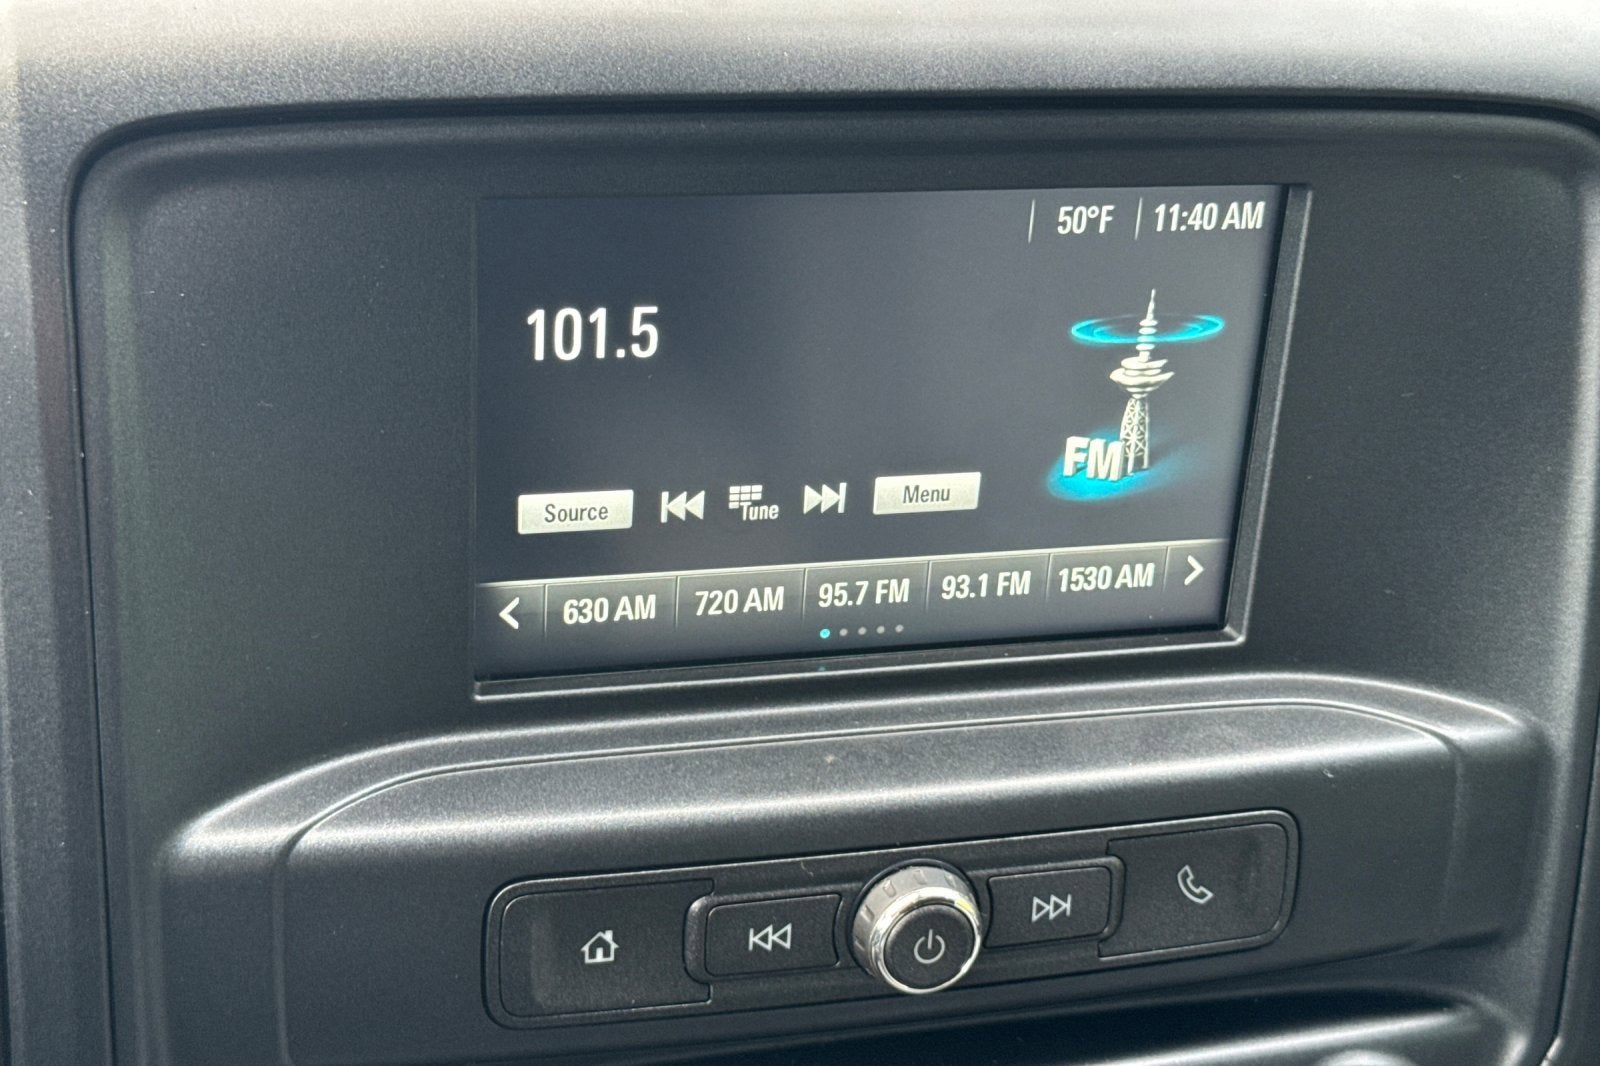 50°F 11:40 AM
101.5
FM
Source Tune Menu
630 AM 720 AM 95.7 FM 93.1 FM 1530 AM